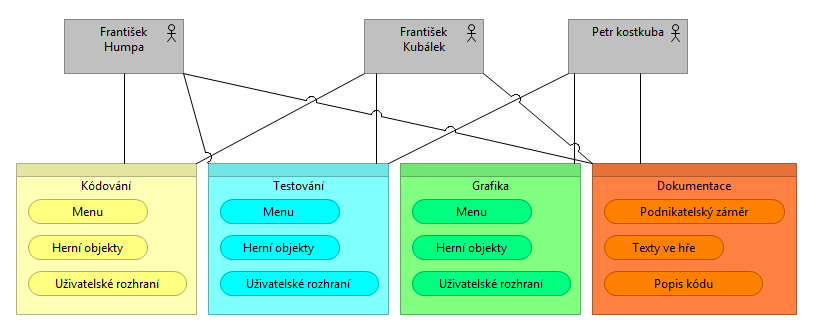 František
Humpa
František
Kubálek
Petr kostkuba
Kódování
Menu
Herní objekty
Uživatelské rozhraní
Testování
Menu
Herní objekty
Uživatelské rozhraní
Grafika
Menu
Herní objekty
Uživatelské rozhraní
Dokumentace
Podnikatelský záměr
Texty ve hře
Popis kódu